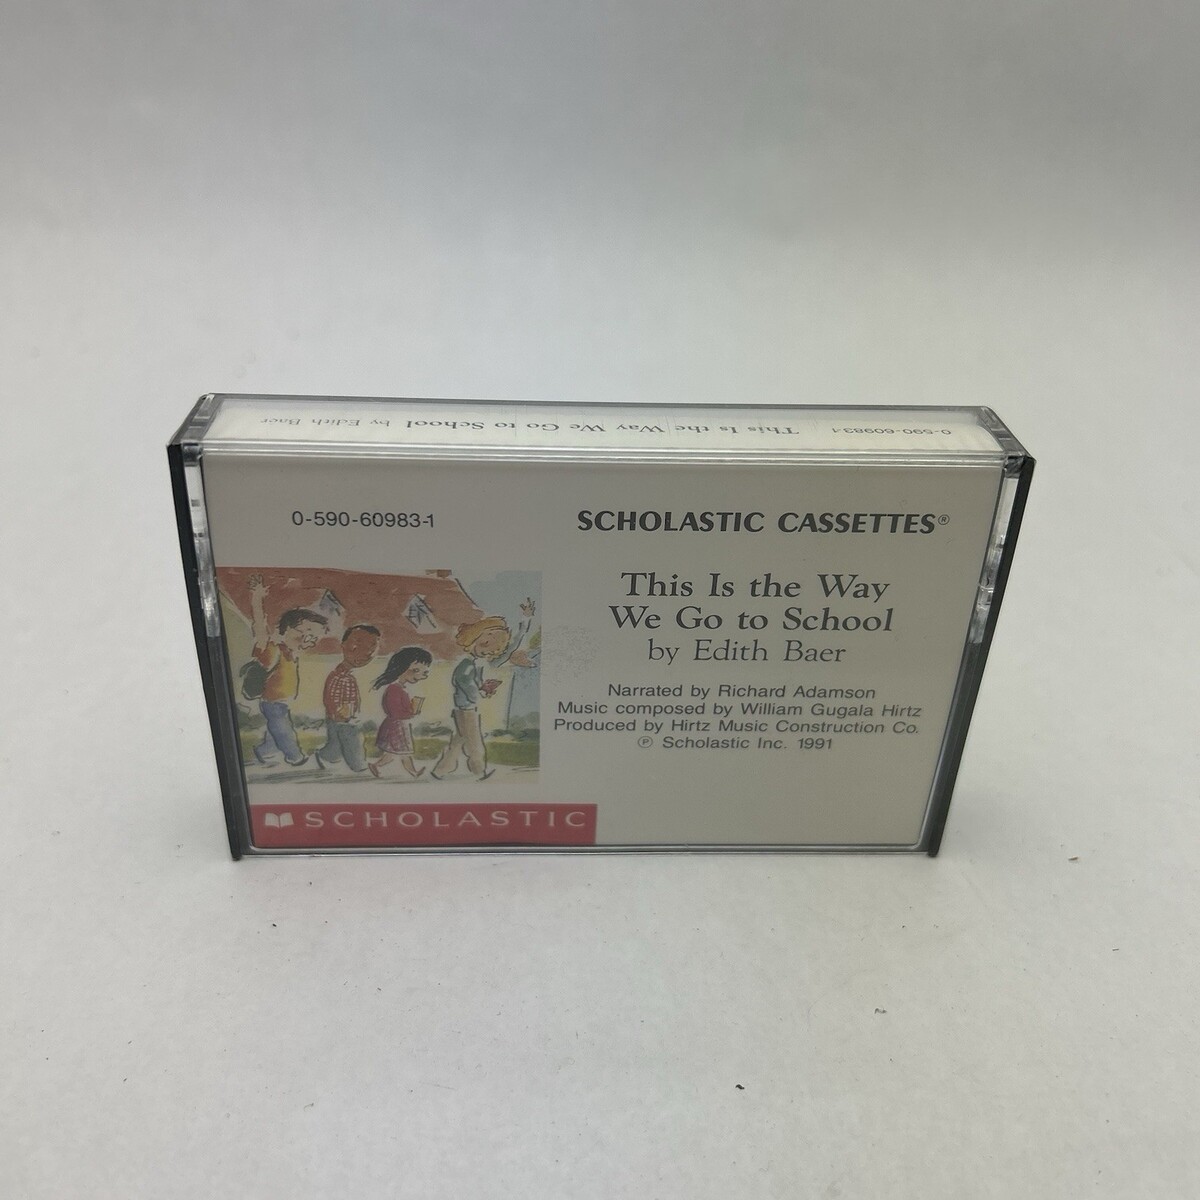 This Is the Way We Go to School by Edith Baer
0-590-60983-1
0-590-60983-1
SCHOLASTIC CASSETTES®
This Is the Way
We Go to School
by Edith Baer
Narrated by Richard Adamson
Music composed by William Gugala Hirtz
Produced by Hirtz Music Construction Co.
℗ Scholastic Inc. 1991
SCHOLASTIC